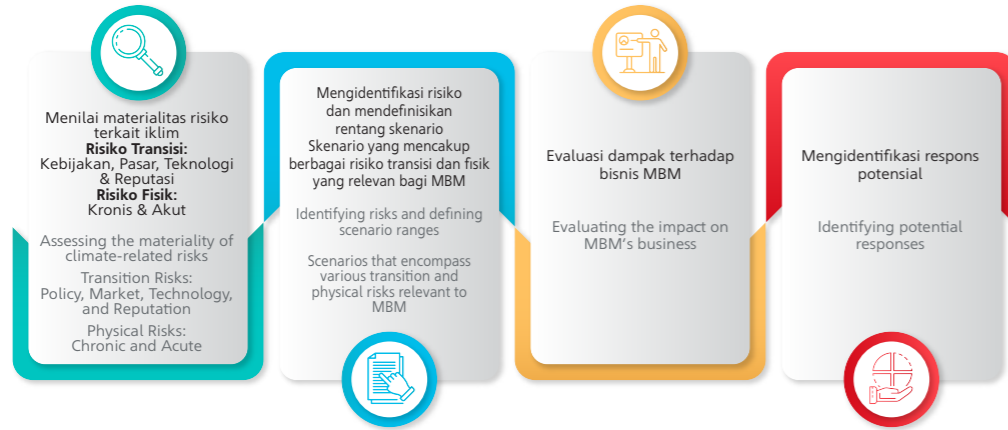 Menilai materialitas risiko
terkait iklim
Risiko Transisi:
Kebijakan, Pasar, Teknologi
& Reputasi
Risiko Fisik:
Kronis & Akut
Assessing the materiality of
climate-related risks
Transition Risks:
Policy, Market, Technology,
and Reputation
Physical Risks:
Chronic and Acute
Mengidentifikasi risiko
dan mendefinisikan
rentang skenario
Skenario yang mencakup
berbagai risiko transisi dan fisik
yang relevan bagi MBM
Identifying risks and defining
scenario ranges
Scenarios that encompass
various transition and
physical risks relevant to
MBM
Evaluasi dampak terhadap
bisnis MBM
Evaluating the impact on
MBM's business
Mengidentifikasi respons
potensial
Identifying potential
responses